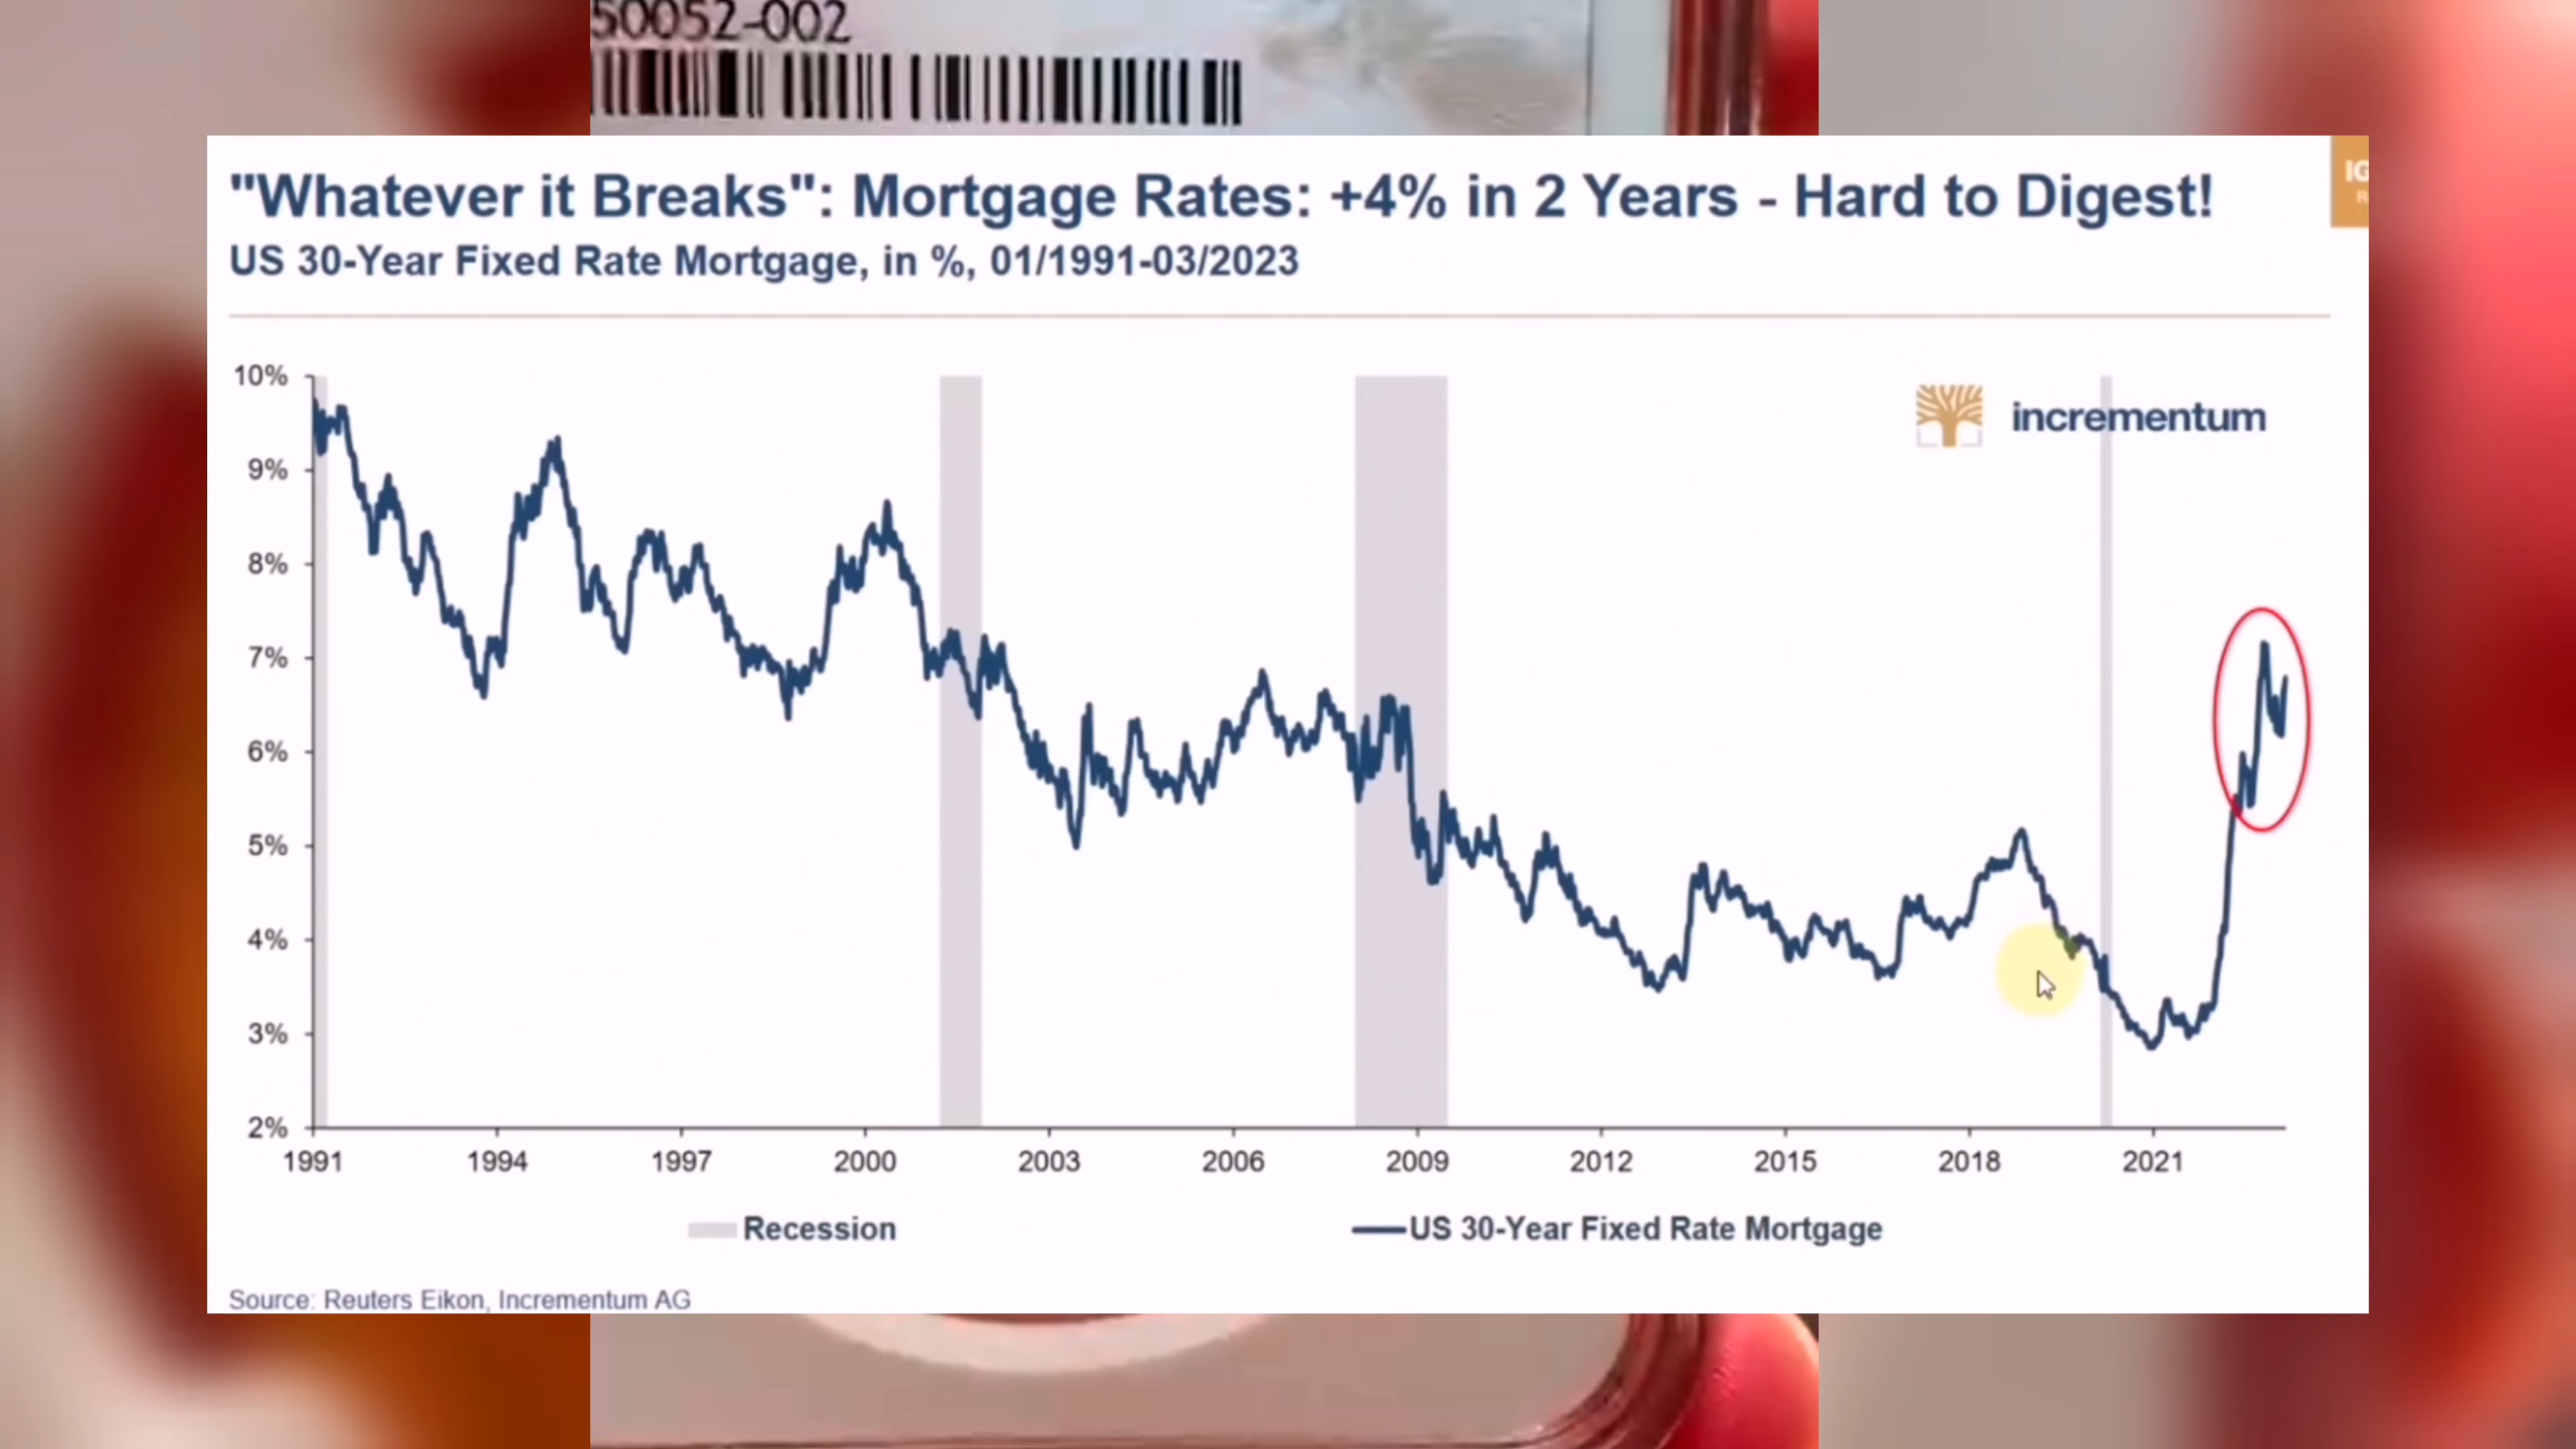 50052-002
"Whatever it Breaks": Mortgage Rates: +4% in 2 Years - Hard to Digest!
US 30-Year Fixed Rate Mortgage, in %, 01/1991-03/2023
incrementum
10%
9%
8%
7%
6%
5%
4%
3%
2%
1991 1994 1997 2000 2003 2006 2009 2012 2015 2018 2021
Recession US 30-Year Fixed Rate Mortgage
Source: Reuters Eikon, Incrementum AG